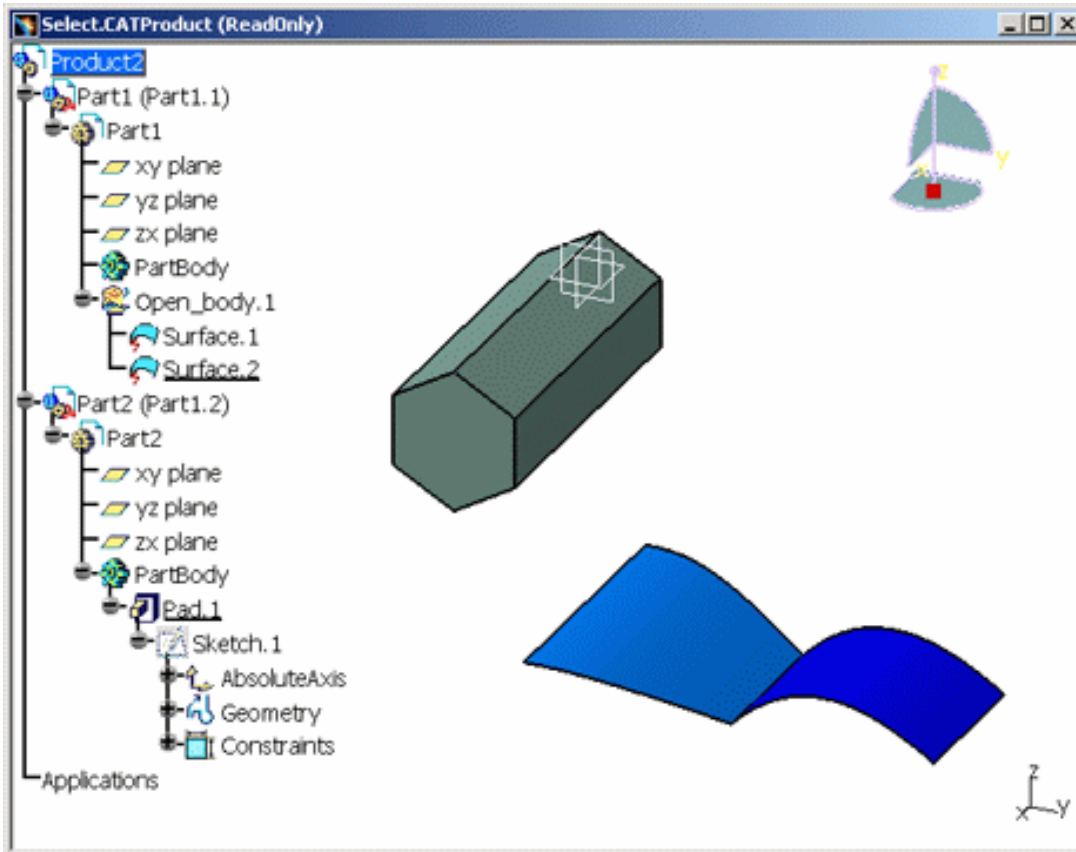 Select.CATProduct (ReadOnly)
Product2
Part1 (Part1.1)
Part1
xy plane
yz plane
zx plane
PartBody
Open_body.1
Surface.1
Surface.2
Part2 (Part1.2)
Part2
xy plane
yz plane
zx plane
PartBody
Pad.1
Sketch.1
AbsoluteAxis
Geometry
Constraints
Applications
z
y
x
z
x
y